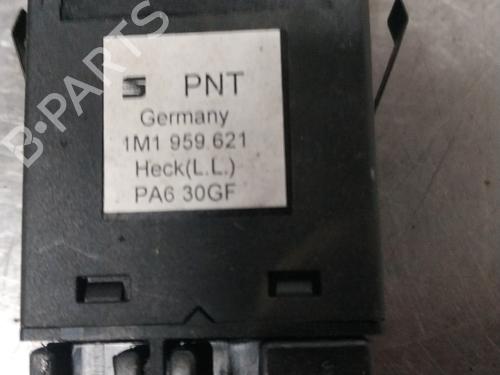 PNT
Germany
1M1 959 621
Heck(L.L.)
PA6 30GF
B-PARTS